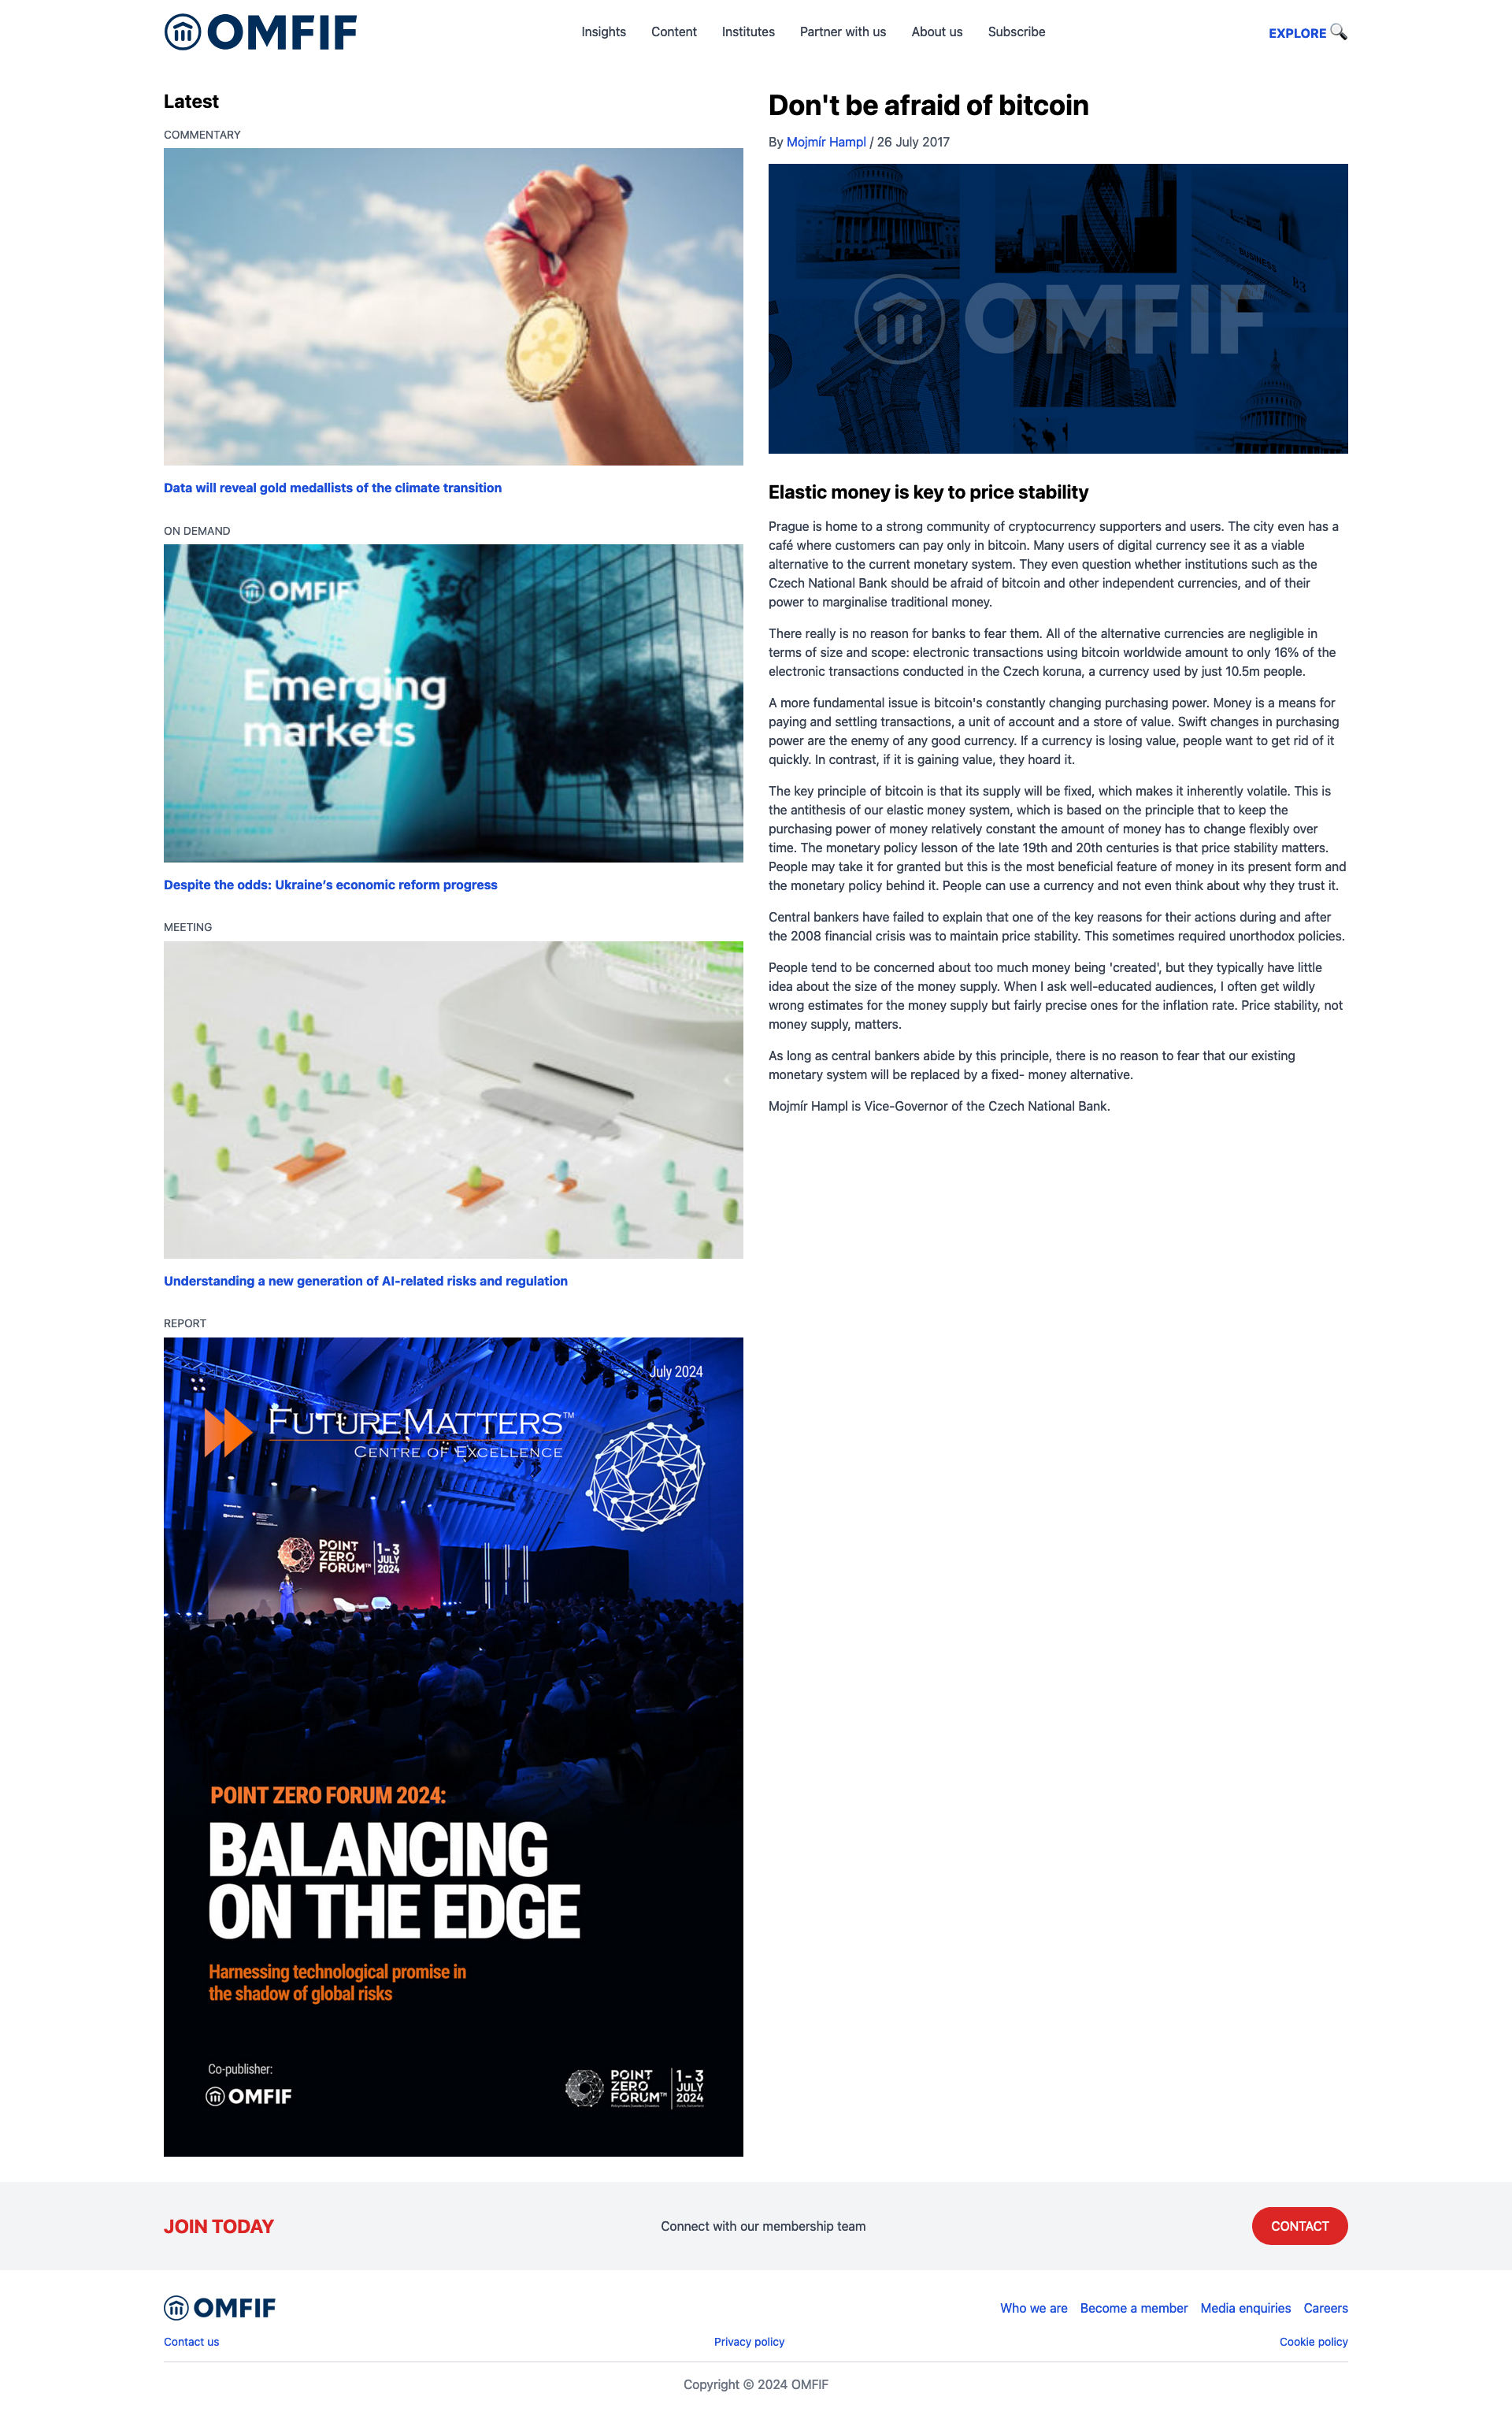 OMFIF
Insights Content Institutes Partner with us About us Subscribe
EXPLORE
Latest
COMMENTARY
Data will reveal gold medallists of the climate transition
ON DEMAND
OMFIF
Emerging
markets
Despite the odds: Ukraine’s economic reform progress
MEETING
Understanding a new generation of AI-related risks and regulation
REPORT
July 2024
FUTUREMATTERS™
CENTRE OF EXCELLENCE
POINT
ZERO
FORUM™
1-3
JULY
2024
POINT ZERO FORUM 2024:
BALANCING
ON THE EDGE
Harnessing technological promise in
the shadow of global risks
Co-publisher:
OMFIF
POINT
ZERO
FORUM™
1-3
JULY
2024
Don't be afraid of bitcoin
By Mojmír Hampl / 26 July 2017
BUSINESS
OMFIF
Elastic money is key to price stability
Prague is home to a strong community of cryptocurrency supporters and users. The city even has a
café where customers can pay only in bitcoin. Many users of digital currency see it as a viable
alternative to the current monetary system. They even question whether institutions such as the
Czech National Bank should be afraid of bitcoin and other independent currencies, and of their
power to marginalise traditional money.
There really is no reason for banks to fear them. All of the alternative currencies are negligible in
terms of size and scope: electronic transactions using bitcoin worldwide amount to only 16% of the
electronic transactions conducted in the Czech koruna, a currency used by just 10.5m people.
A more fundamental issue is bitcoin's constantly changing purchasing power. Money is a means for
paying and settling transactions, a unit of account and a store of value. Swift changes in purchasing
power are the enemy of any good currency. If a currency is losing value, people want to get rid of it
quickly. In contrast, if it is gaining value, they hoard it.
The key principle of bitcoin is that its supply will be fixed, which makes it inherently volatile. This is
the antithesis of our elastic money system, which is based on the principle that to keep the
purchasing power of money relatively constant the amount of money has to change flexibly over
time. The monetary policy lesson of the late 19th and 20th centuries is that price stability matters.
People may take it for granted but this is the most beneficial feature of money in its present form and
the monetary policy behind it. People can use a currency and not even think about why they trust it.
Central bankers have failed to explain that one of the key reasons for their actions during and after
the 2008 financial crisis was to maintain price stability. This sometimes required unorthodox policies.
People tend to be concerned about too much money being 'created', but they typically have little
idea about the size of the money supply. When I ask well-educated audiences, I often get wildly
wrong estimates for the money supply but fairly precise ones for the inflation rate. Price stability, not
money supply, matters.
As long as central bankers abide by this principle, there is no reason to fear that our existing
monetary system will be replaced by a fixed- money alternative.
Mojmír Hampl is Vice-Governor of the Czech National Bank.
JOIN TODAY
Connect with our membership team
CONTACT
OMFIF
Who we are Become a member Media enquiries Careers
Contact us Privacy policy Cookie policy
Copyright © 2024 OMFIF